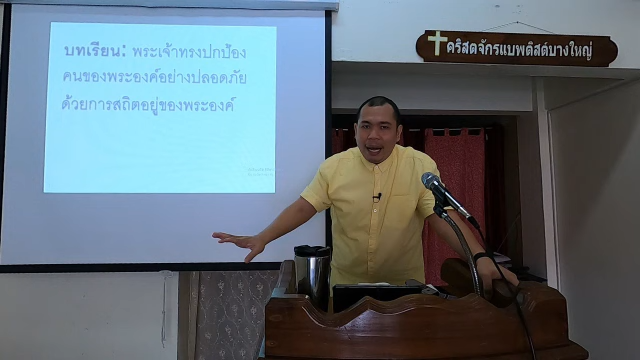 บทเรียน: พระเจ้าทรงปกป้อง
คนของพระองค์อย่างปลอดภัย
ด้วยการสถิตอยู่ของพระองค์
คริสตจักรแบพติสต์บางใหญ่